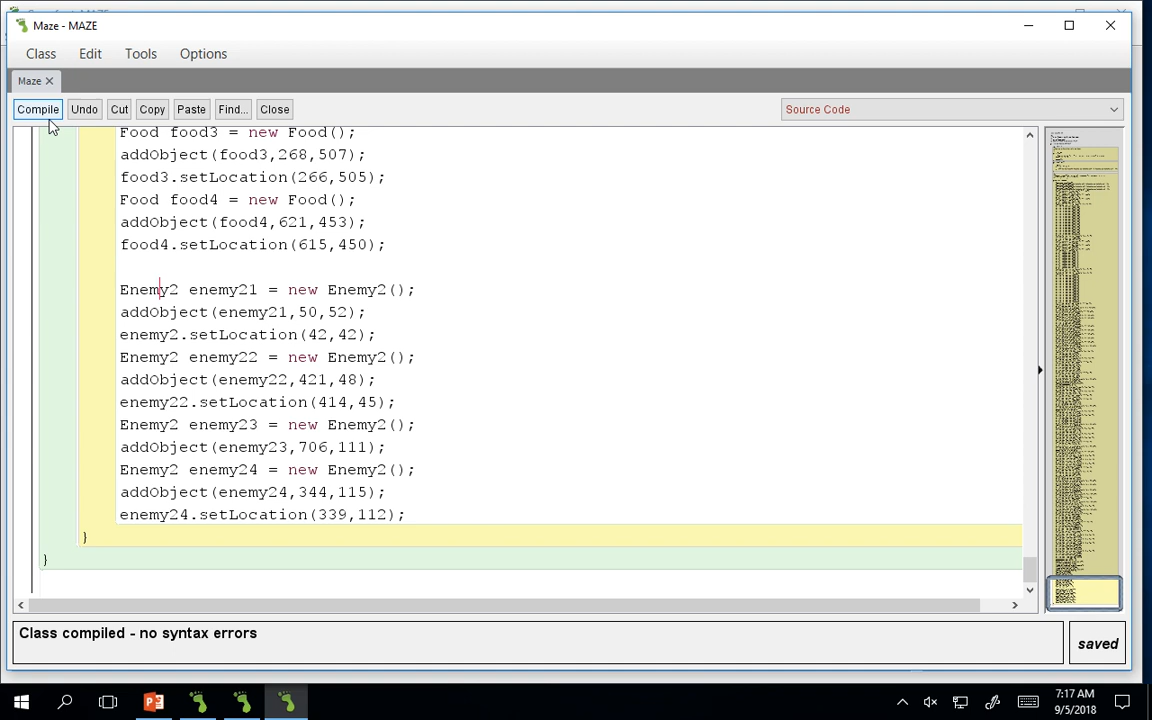 Maze - MAZE
Class Edit Tools Options
Maze
Compile Undo Cut Copy Paste Find... Close Source Code
Food food3 = new Food();
addObject(food3,268,507);
food3.setLocation(266,505);
Food food4 = new Food();
addObject(food4,621,453);
food4.setLocation(615,450);
Enemy2 enemy21 = new Enemy2();
addObject(enemy21,50,52);
enemy2.setLocation(42,42);
Enemy2 enemy22 = new Enemy2();
addObject(enemy22,421,48);
enemy22.setLocation(414,45);
Enemy2 enemy23 = new Enemy2();
addObject(enemy23,706,111);
Enemy2 enemy24 = new Enemy2();
addObject(enemy24,344,115);
enemy24.setLocation(339,112);
}
}
Class compiled - no syntax errors
saved
7:17 AM
9/5/2018